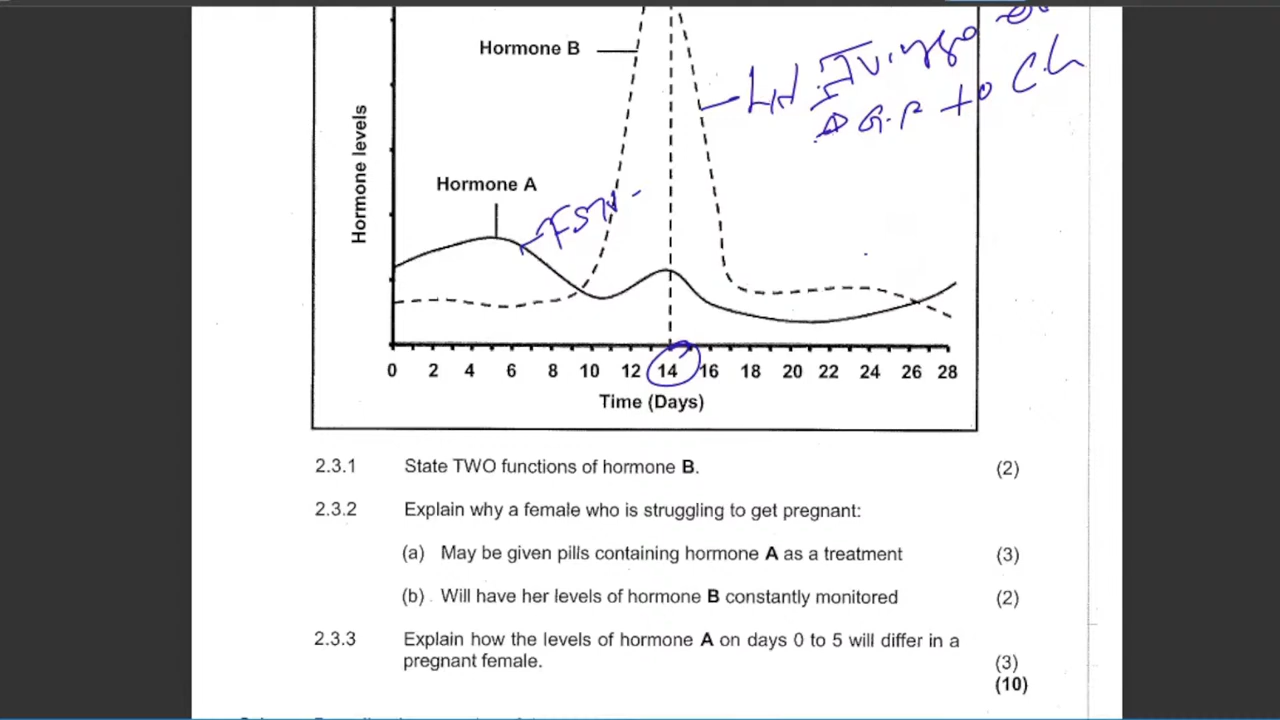 Hormone B
LH
to C.L
Hormone levels
Hormone A
FSH
0 2 4 6 8 10 12 14 16 18 20 22 24 26 28
Time (Days)
2.3.1 State TWO functions of hormone B. (2)
2.3.2 Explain why a female who is struggling to get pregnant:
(a) May be given pills containing hormone A as a treatment (3)
(b) Will have her levels of hormone B constantly monitored (2)
2.3.3 Explain how the levels of hormone A on days 0 to 5 will differ in a
pregnant female. (3)
(10)